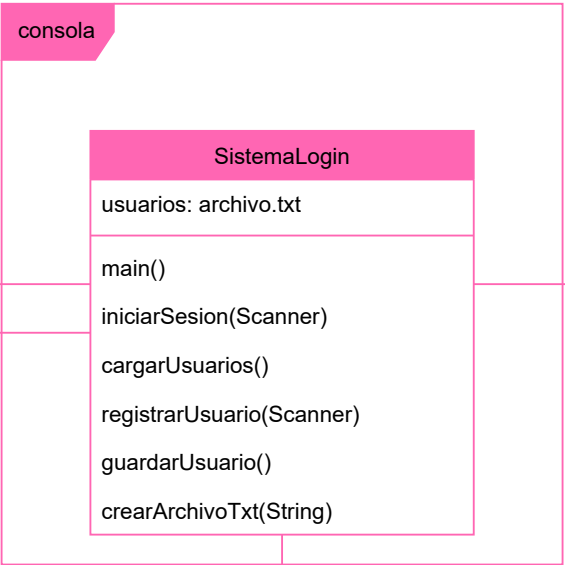 consola
SistemaLogin
usuarios: archivo.txt
main()
iniciarSesion(Scanner)
cargarUsuarios()
registrarUsuario(Scanner)
guardarUsuario()
crearArchivoTxt(String)